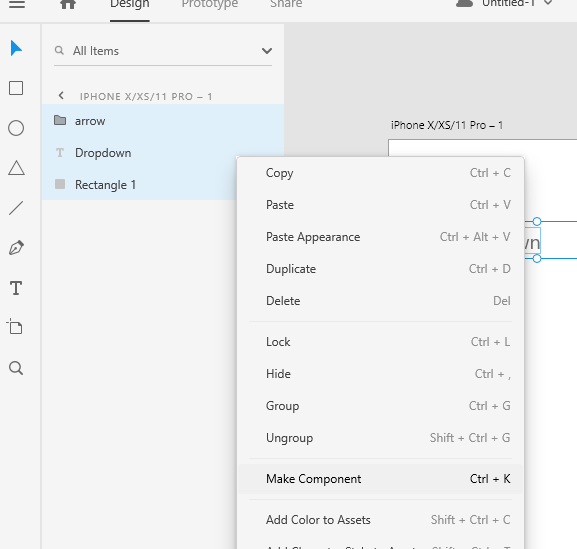 Design Prototype Share Untitled-1
All Items
IPHONE X/XS/11 PRO – 1
iPhone X/XS/11 Pro – 1
arrow
T Dropdown
Rectangle 1
wn
Copy Ctrl + C
Paste Ctrl + V
Paste Appearance Ctrl + Alt + V
Duplicate Ctrl + D
Delete Del
Lock Ctrl + L
Hide Ctrl + ,
Group Ctrl + G
Ungroup Shift + Ctrl + G
Make Component Ctrl + K
Add Color to Assets Shift + Ctrl + C